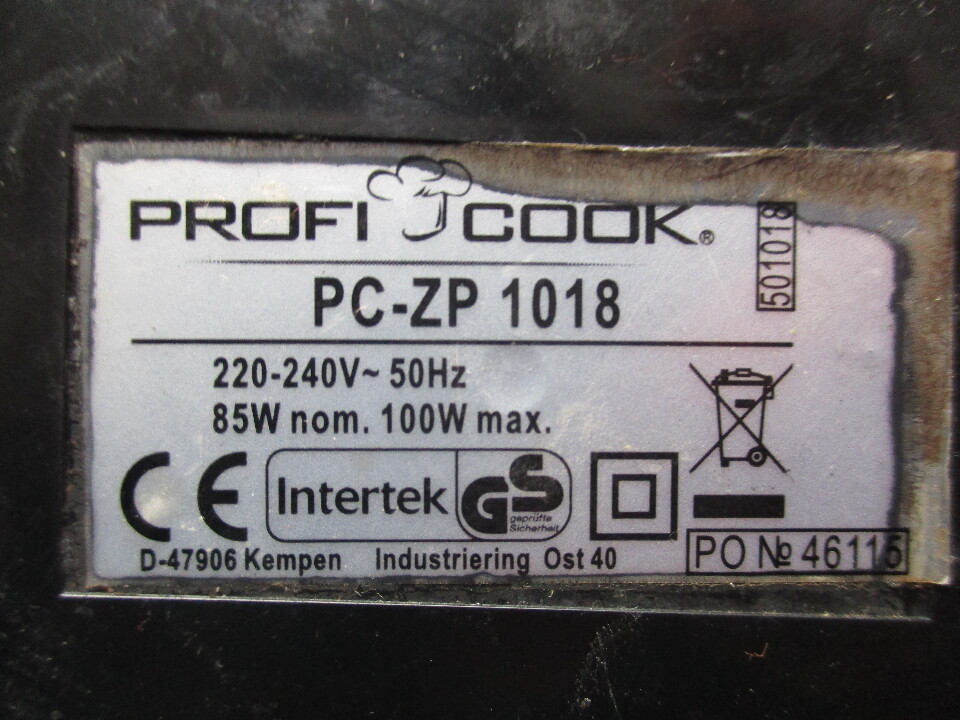 PROFI COOK®
501018
PC-ZP 1018
220-240V~ 50Hz
85W nom. 100W max.
CE
Intertek
GS
geprüfte
Sicherheit
D-47906 Kempen Industriering Ost 40
PO № 46115